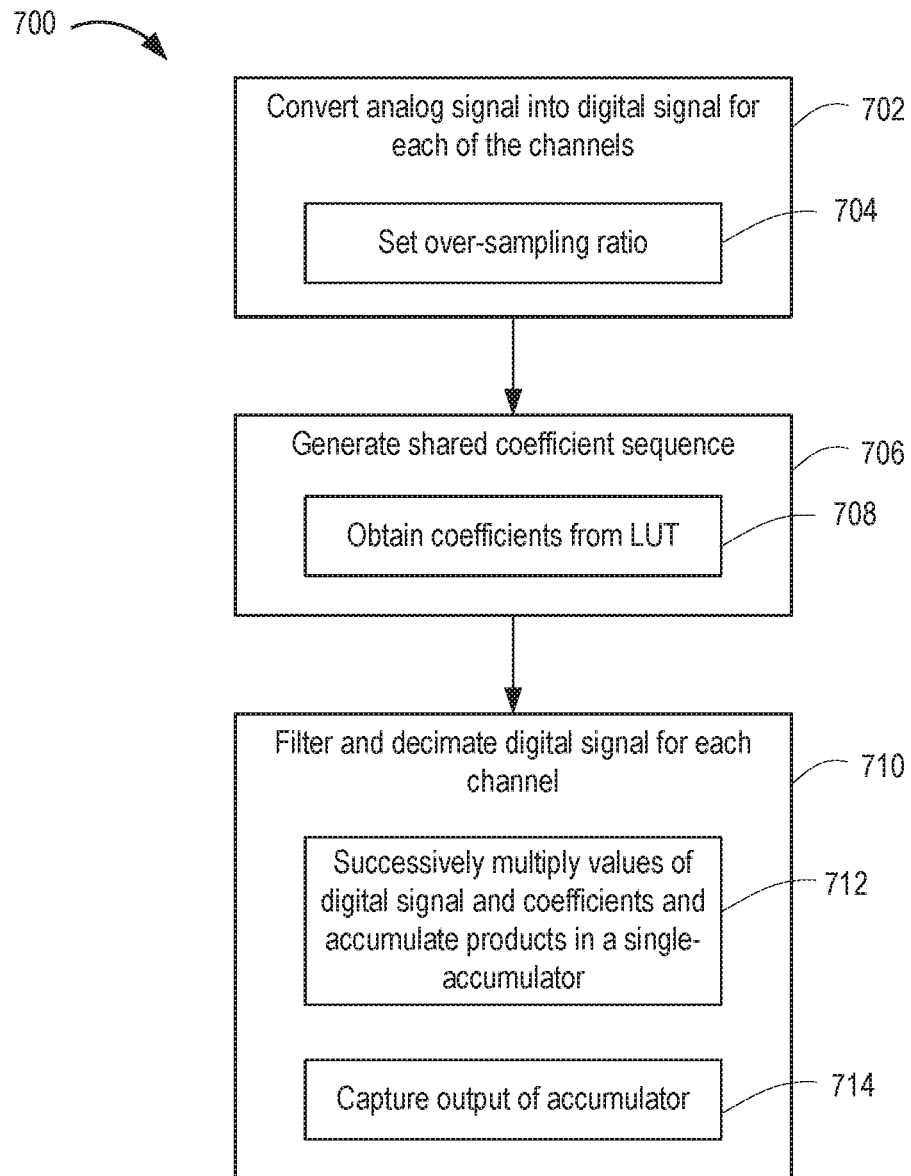 700
Convert analog signal into digital signal for
each of the channels
702
Set over-sampling ratio
704
Generate shared coefficient sequence
706
Obtain coefficients from LUT
708
Filter and decimate digital signal for each
channel
710
Successively multiply values of
digital signal and coefficients and
accumulate products in a single-
accumulator
712
Capture output of accumulator
714